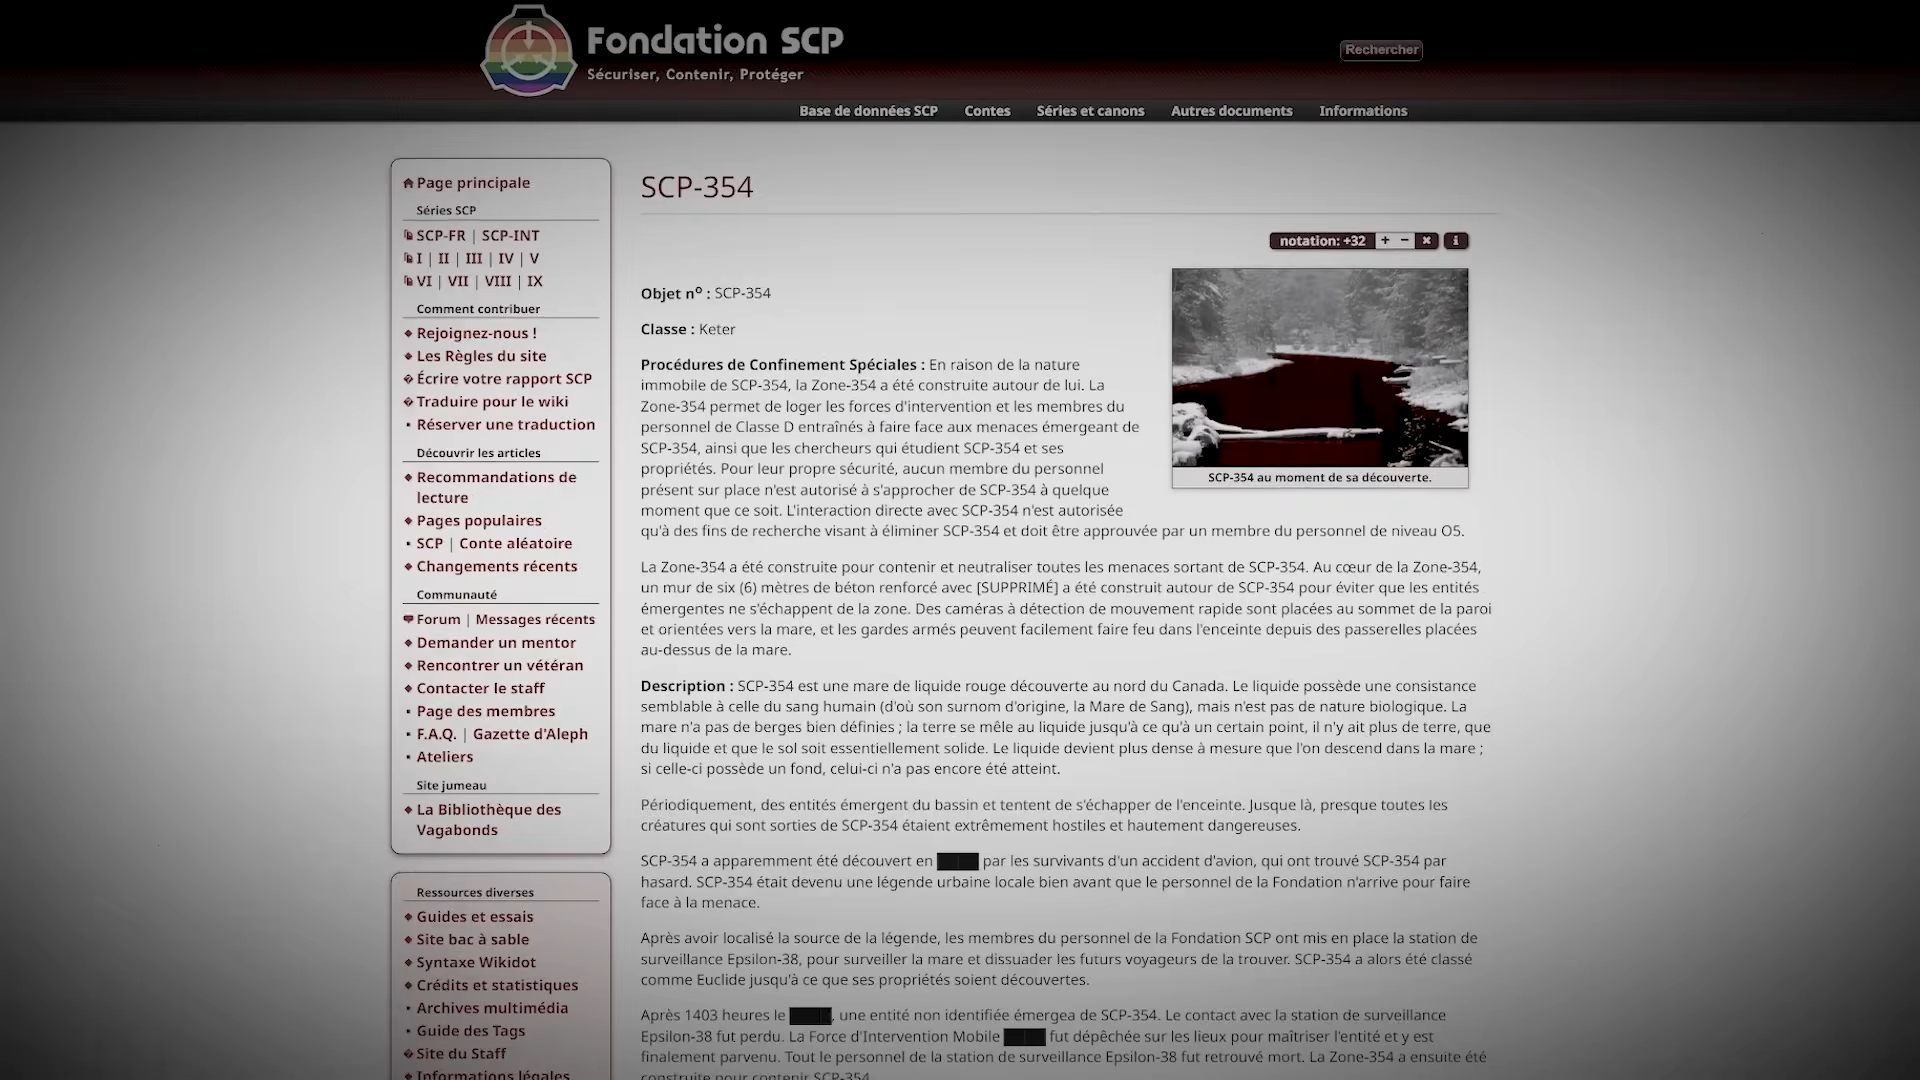 Fondation SCP
Sécuriser, Contenir, Protéger
Rechercher
Base de données SCP Contes Séries et canons Autres documents Informations
Page principale
Séries SCP
SCP-FR | SCP-INT
I | II | III | IV | V
VI | VII | VIII | IX
Comment contribuer
Rejoignez-nous !
Les Règles du site
Écrire votre rapport SCP
Traduire pour le wiki
Réserver une traduction
Découvrir les articles
Recommandations de
lecture
Pages populaires
SCP | Conte aléatoire
Changements récents
Communauté
Forum | Messages récents
Demander un mentor
Rencontrer un vétéran
Contacter le staff
Page des membres
F.A.Q. | Gazette d'Aleph
Ateliers
Site jumeau
La Bibliothèque des
Vagabonds
Ressources diverses
Guides et essais
Site bac à sable
Syntaxe Wikidot
Crédits et statistiques
Archives multimédia
Guide des Tags
Site du Staff
Informations légales
SCP-354
notation: +32 + − × i
Objet nº : SCP-354
Classe : Keter
Procédures de Confinement Spéciales : En raison de la nature
immobile de SCP-354, la Zone-354 a été construite autour de lui. La
Zone-354 permet de loger les forces d'intervention et les membres du
personnel de Classe D entraînés à faire face aux menaces émergeant de
SCP-354, ainsi que les chercheurs qui étudient SCP-354 et ses
propriétés. Pour leur propre sécurité, aucun membre du personnel
présent sur place n'est autorisé à s'approcher de SCP-354 à quelque
moment que ce soit. L'interaction directe avec SCP-354 n'est autorisée
qu'à des fins de recherche visant à éliminer SCP-354 et doit être approuvée par un membre du personnel de niveau O5.
SCP-354 au moment de sa découverte.
La Zone-354 a été construite pour contenir et neutraliser toutes les menaces sortant de SCP-354. Au cœur de la Zone-354,
un mur de six (6) mètres de béton renforcé avec [SUPPRIMÉ] a été construit autour de SCP-354 pour éviter que les entités
émergentes ne s'échappent de la zone. Des caméras à détection de mouvement rapide sont placées au sommet de la paroi
et orientées vers la mare, et les gardes armés peuvent facilement faire feu dans l'enceinte depuis des passerelles placées
au-dessus de la mare.
Description : SCP-354 est une mare de liquide rouge découverte au nord du Canada. Le liquide possède une consistance
semblable à celle du sang humain (d'où son surnom d'origine, la Mare de Sang), mais n'est pas de nature biologique. La
mare n'a pas de berges bien définies ; la terre se mêle au liquide jusqu'à ce qu'à un certain point, il n'y ait plus de terre, que
du liquide et que le sol soit essentiellement solide. Le liquide devient plus dense à mesure que l'on descend dans la mare ;
si celle-ci possède un fond, celui-ci n'a pas encore été atteint.
Périodiquement, des entités émergent du bassin et tentent de s'échapper de l'enceinte. Jusque là, presque toutes les
créatures qui sont sorties de SCP-354 étaient extrêmement hostiles et hautement dangereuses.
SCP-354 a apparemment été découvert en ████ par les survivants d'un accident d'avion, qui ont trouvé SCP-354 par
hasard. SCP-354 était devenu une légende urbaine locale bien avant que le personnel de la Fondation n'arrive pour faire
face à la menace.
Après avoir localisé la source de la légende, les membres du personnel de la Fondation SCP ont mis en place la station de
surveillance Epsilon-38, pour surveiller la mare et dissuader les futurs voyageurs de la trouver. SCP-354 a alors été classé
comme Euclide jusqu'à ce que ses propriétés soient découvertes.
Après 1403 heures le ████, une entité non identifiée émergea de SCP-354. Le contact avec la station de surveillance
Epsilon-38 fut perdu. La Force d'Intervention Mobile ████ fut dépêchée sur les lieux pour maîtriser l'entité et y est
finalement parvenu. Tout le personnel de la station de surveillance Epsilon-38 fut retrouvé mort. La Zone-354 a ensuite été
construite pour contenir SCP-354.